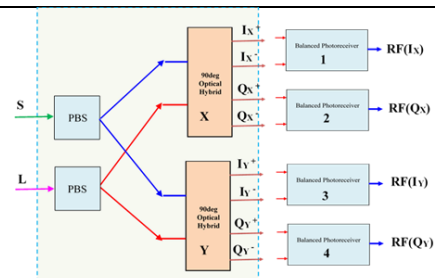 S
PBS
L
PBS
90deg
Optical
Hybrid
X
IX+
IX-
QX+
QX-
90deg
Optical
Hybrid
Y
IY+
IY-
QY+
QY-
Balanced Photoreceiver
1
RF(IX)
Balanced Photoreceiver
2
RF(QX)
Balanced Photoreceiver
3
RF(IY)
Balanced Photoreceiver
4
RF(QY)